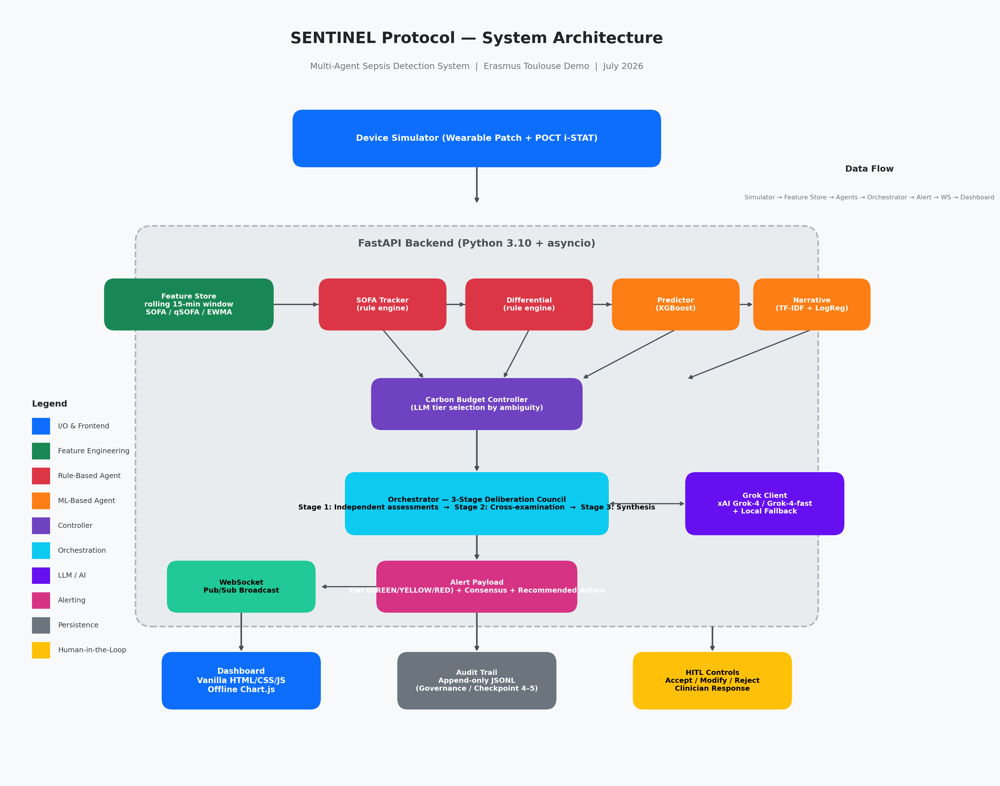 SENTINEL Protocol — System Architecture
Multi-Agent Sepsis Detection System | Erasmus Toulouse Demo | July 2026
Device Simulator (Wearable Patch + POCT i-STAT)
Data Flow
Simulator → Feature Store → Agents → Orchestrator → Alert → WS → Dashboard
FastAPI Backend (Python 3.10 + asyncio)
Feature Store
rolling 15-min window
SOFA / qSOFA / EWMA
SOFA Tracker
(rule engine)
Differential
(rule engine)
Predictor
(XGBoost)
Narrative
(TF-IDF + LogReg)
Carbon Budget Controller
(LLM tier selection by ambiguity)
Orchestrator — 3-Stage Deliberation Council
Stage 1: Independent assessments → Stage 2: Cross-examination → Stage 3: Synthesis
Grok Client
xAI Grok-4 / Grok-4-fast
+ Local Fallback
WebSocket
Pub/Sub Broadcast
Alert Payload
Tier (GREEN/YELLOW/RED) + Consensus + Recommended Action
Dashboard
Vanilla HTML/CSS/JS
Offline Chart.js
Audit Trail
Append-only JSONL
(Governance / Checkpoint 4–5)
HITL Controls
Accept / Modify / Reject
Clinician Response
Legend
I/O & Frontend
Feature Engineering
Rule-Based Agent
ML-Based Agent
Controller
Orchestration
LLM / AI
Alerting
Persistence
Human-in-the-Loop